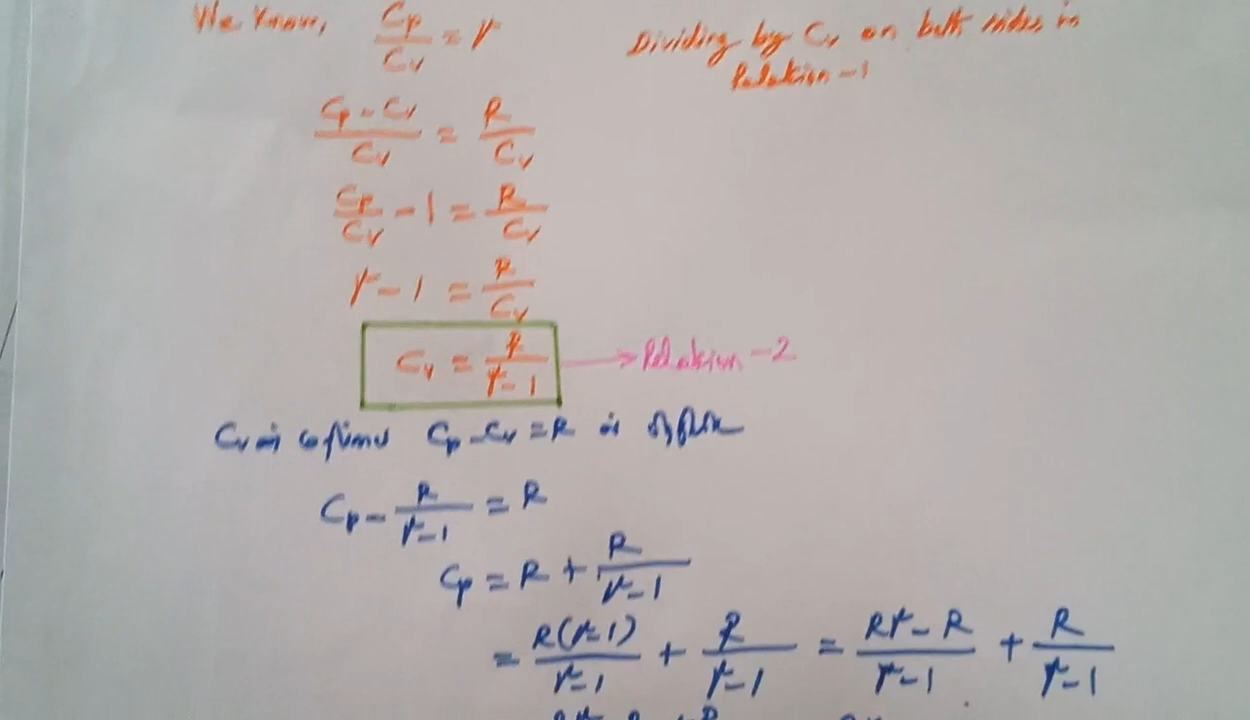 We know, Cp/Cv = r
Dividing by Cv on both sides in
Relation -1
Cp - Cv/Cv = R/Cv
Cp/Cv - 1 = R/Cv
r - 1 = R/Cv
Cv = R/r-1 → Relation -2
Cv Cp - Cv = R is
Cp - R/r-1 = R
Cp = R + R/r-1
= R(r-1)/r-1 + R/r-1 = Rr - R/r-1 + R/r-1